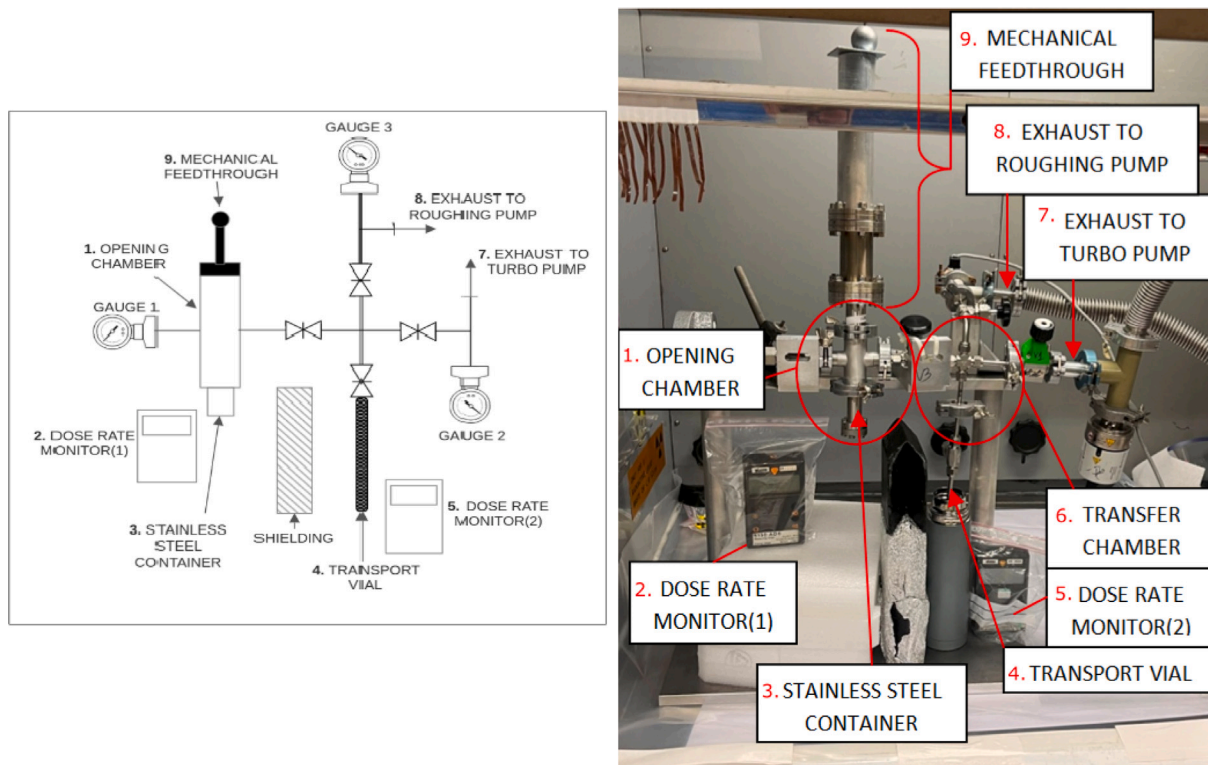 GAUGE 3
9. MECHANICAL
FEEDTHROUGH
8. EXHAUST TO
ROUGHING PUMP
1. OPENING
CHAMBER
7. EXHAUST TO
TURBO PUMP
GAUGE 1
2. DOSE RATE
MONITOR(1)
GAUGE 2
5. DOSE RATE
MONITOR(2)
3. STAINLESS
STEEL
CONTAINER
SHIELDING
4. TRANSPORT
VIAL
9. MECHANICAL
FEEDTHROUGH
8. EXHAUST TO
ROUGHING PUMP
7. EXHAUST TO
TURBO PUMP
1. OPENING
CHAMBER
V3
6. TRANSFER
CHAMBER
2. DOSE RATE
MONITOR(1)
5. DOSE RATE
MONITOR(2)
4. TRANSPORT VIAL
3. STAINLESS STEEL
CONTAINER